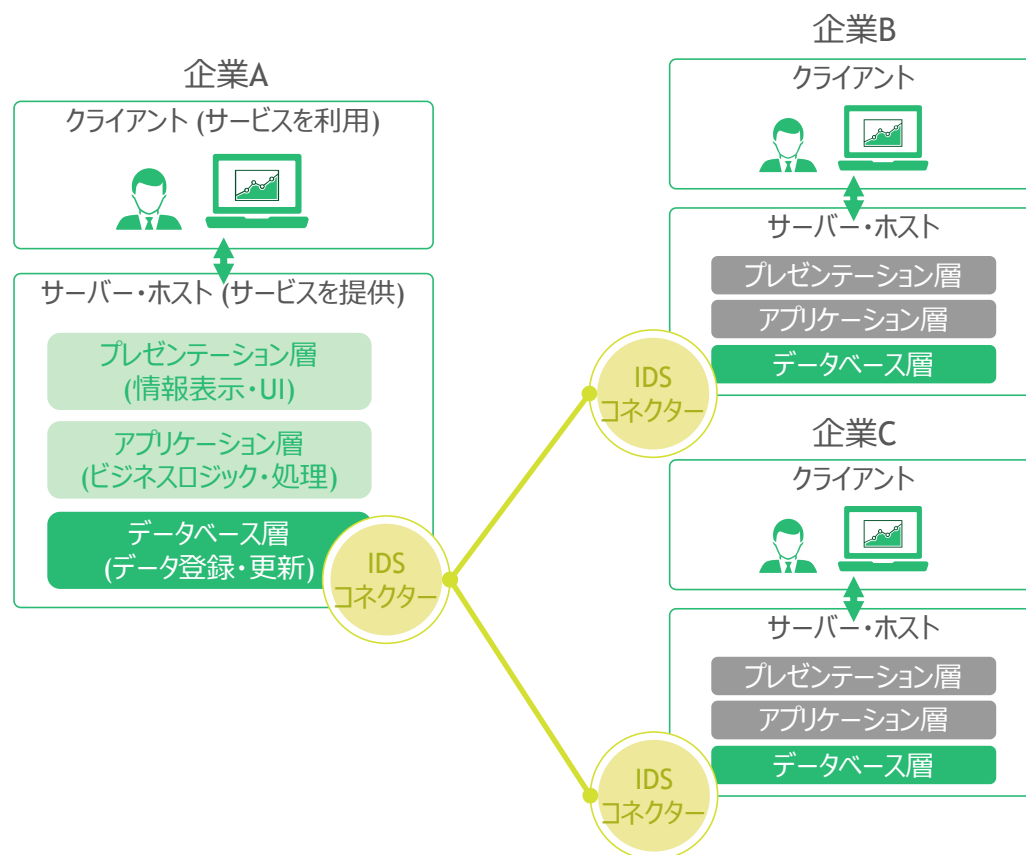 企業A
クライアント (サービスを利用)
サーバー・ホスト (サービスを提供)
プレゼンテーション層
(情報表示・UI)
アプリケーション層
(ビジネスロジック・処理)
データベース層
(データ登録・更新)
IDS
コネクター
企業B
クライアント
サーバー・ホスト
プレゼンテーション層
アプリケーション層
データベース層
IDS
コネクター
企業C
クライアント
サーバー・ホスト
プレゼンテーション層
アプリケーション層
データベース層
IDS
コネクター